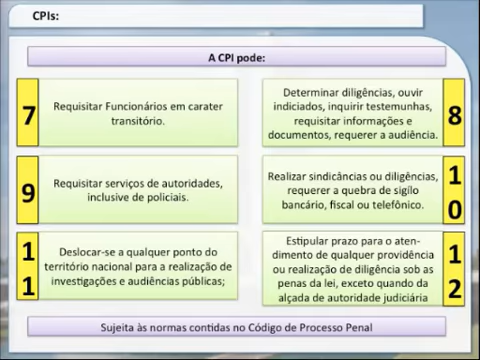 CPIs:
A CPI pode:
7
Requisitar Funcionários em carater
transitório.
Determinar diligências, ouvir
indiciados, inquirir testemunhas,
requisitar informações e
documentos, requerer a audiência.
8
9
Requisitar serviços de autoridades,
inclusive de policiais.
Realizar sindicâncias ou diligências,
requerer a quebra de sigílo
bancário, fiscal ou telefônico.
1
0
1
1
Deslocar-se a qualquer ponto do
território nacional para a realização de
investigações e audiências públicas;
Estipular prazo para o aten-
dimento de qualquer providência
ou realização de diligência sob as
penas da lei, exceto quando da
alçada de autoridade judiciária
1
2
Sujeita às normas contidas no Código de Processo Penal